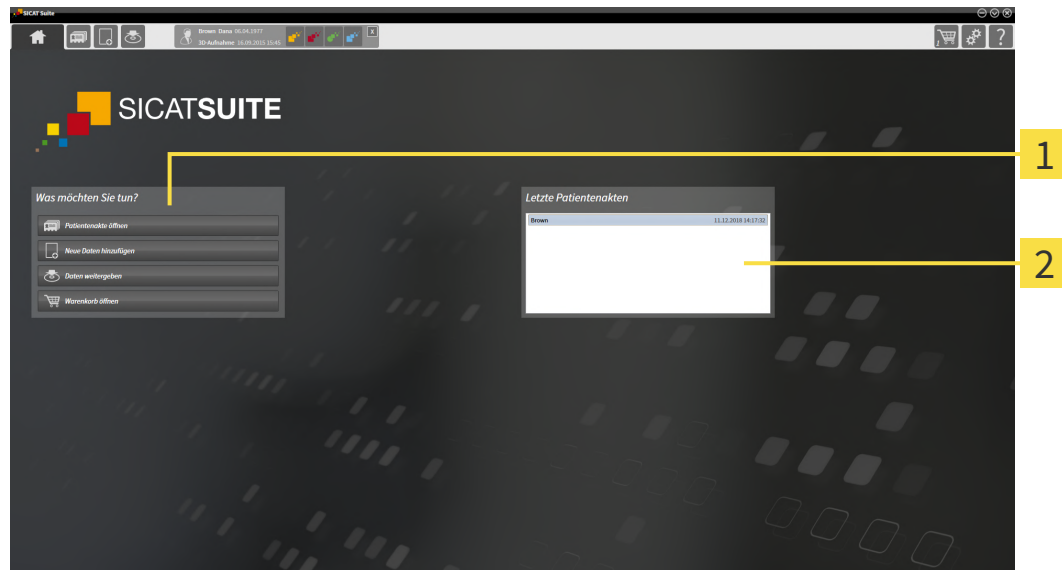 SICAT Suite
Brown Dana 06.04.1977
3D-Aufnahme 16.09.2015 15:45
x
1
?
SICATSUITE
1
Was möchten Sie tun?
Patientenakte öffnen
Neue Daten hinzufügen
Daten weitergeben
Warenkorb öffnen
Letzte Patientenakten
Brown 11.12.2018 14:17:32
2